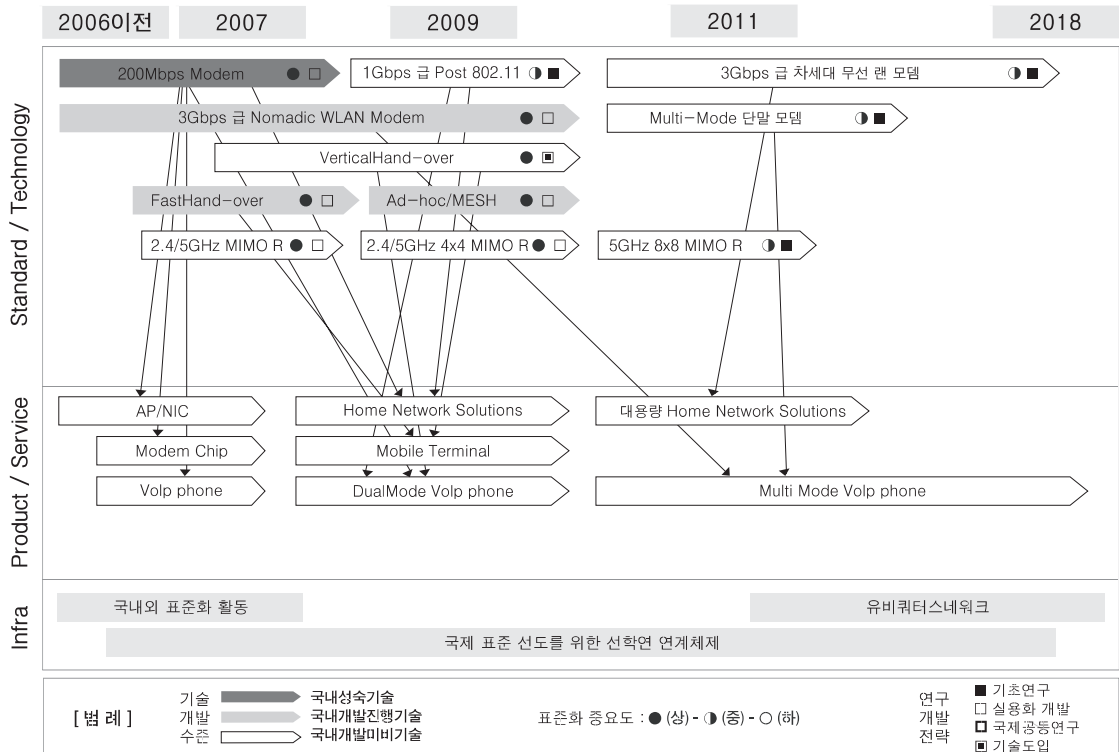 2006이전 2007 2009 2011 2018
Standard / Technology
200Mbps Modem ● □
1Gbps 급 Post 802.11 ◑ ■
3Gbps 급 차세대 무선 랜 모뎀 ◑ ■
3Gbps 급 Nomadic WLAN Modem ● □
Multi-Mode 단말 모뎀 ◑ ■
VerticalHand-over ● ▣
FastHand-over ● □
Ad-hoc/MESH ● □
2.4/5GHz MIMO R ● □
2.4/5GHz 4x4 MIMO R ● □
5GHz 8x8 MIMO R ◑ ■
Product / Service
AP/NIC
Home Network Solutions
대용량 Home Network Solutions
Modem Chip
Mobile Terminal
VoIp phone
DualMode VoIp phone
Multi Mode VoIp phone
Infra
국내외 표준화 활동
유비쿼터스네워크
국제 표준 선도를 위한 선학연 연계체제
[범 례]
기술 개발 수준
국내성숙기술
국내개발진행기술
국내개발미비기술
표준화 중요도 : ● (상) - ◑ (중) - ○ (하)
연구 개발 전략
■ 기초연구
□ 실용화 개발
□ 국제공등연구
▣ 기술도입